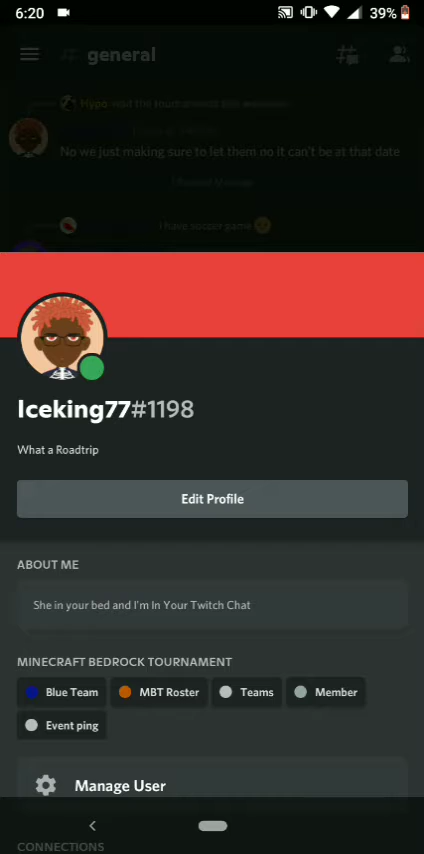 6:20
39%
general
Hypo
No we just making sure to let them no it can't be at that date
I have soccer game
Iceking77#1198
What a Roadtrip
Edit Profile
ABOUT ME
She in your bed and I'm In Your Twitch Chat
MINECRAFT BEDROCK TOURNAMENT
Blue Team MBT Roster Teams Member
Event ping
Manage User
CONNECTIONS